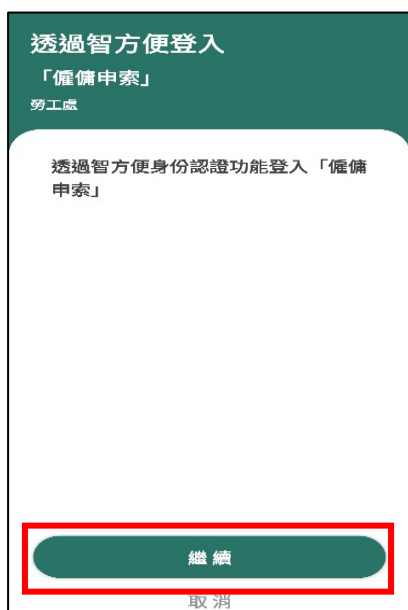 透過智方便登入
「僱傭申索」
勞工處
透過智方便身份認證功能登入「僱傭
申索」
繼續
取消